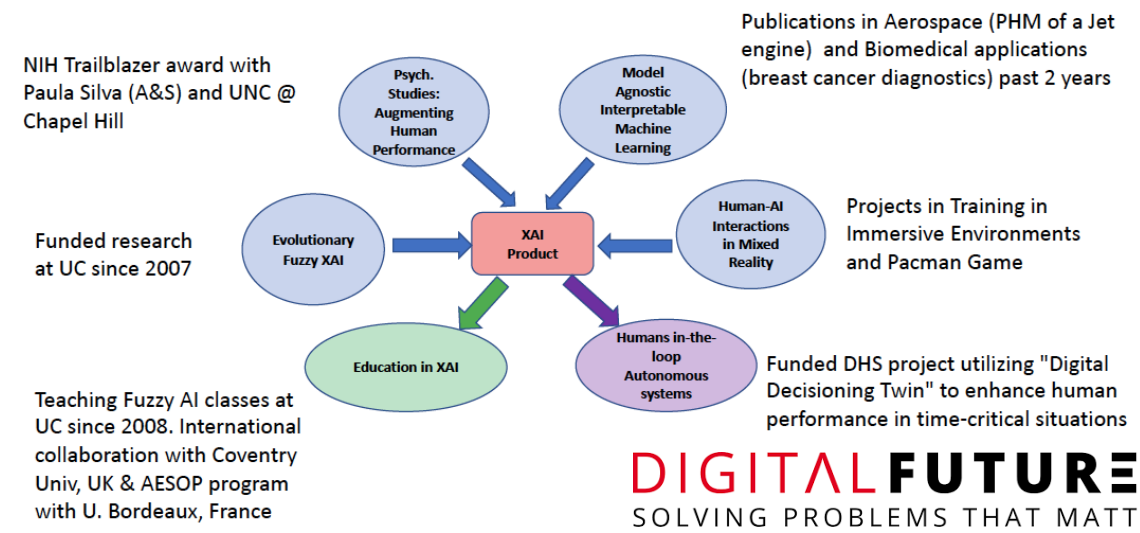 NIH Trailblazer award with
Paula Silva (A&S) and UNC @
Chapel Hill
Psych.
Studies:
Augmenting
Human
Performance
Model
Agnostic
Interpretable
Machine
Learning
Publications in Aerospace (PHM of a Jet
engine) and Biomedical applications
(breast cancer diagnostics) past 2 years
Funded research
at UC since 2007
Evolutionary
Fuzzy XAI
XAI
Product
Human-AI
Interactions
in Mixed
Reality
Projects in Training in
Immersive Environments
and Pacman Game
Education in XAI
Humans in-the-
loop
Autonomous
systems
Teaching Fuzzy AI classes at
UC since 2008. International
collaboration with Coventry
Univ, UK & AESOP program
with U. Bordeaux, France
Funded DHS project utilizing "Digital
Decisioning Twin" to enhance human
performance in time-critical situations
DIGITAL FUTURE
SOLVING PROBLEMS THAT MATT